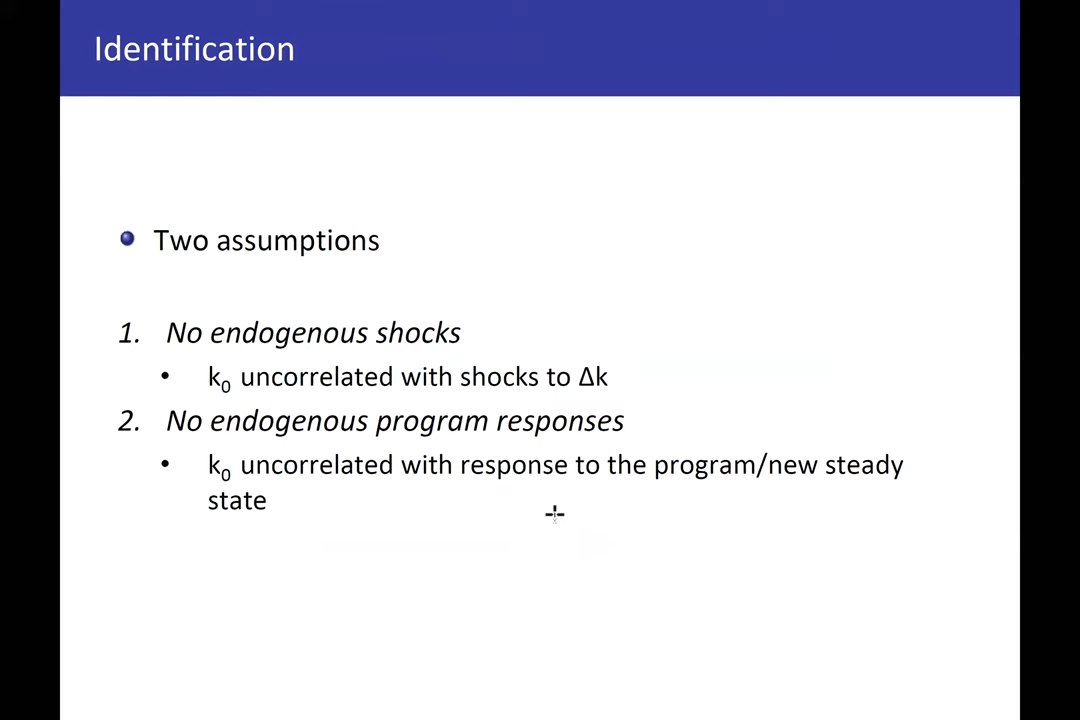 Identification
Two assumptions
1. No endogenous shocks
• k₀ uncorrelated with shocks to Δk
2. No endogenous program responses
• k₀ uncorrelated with response to the program/new steady
state